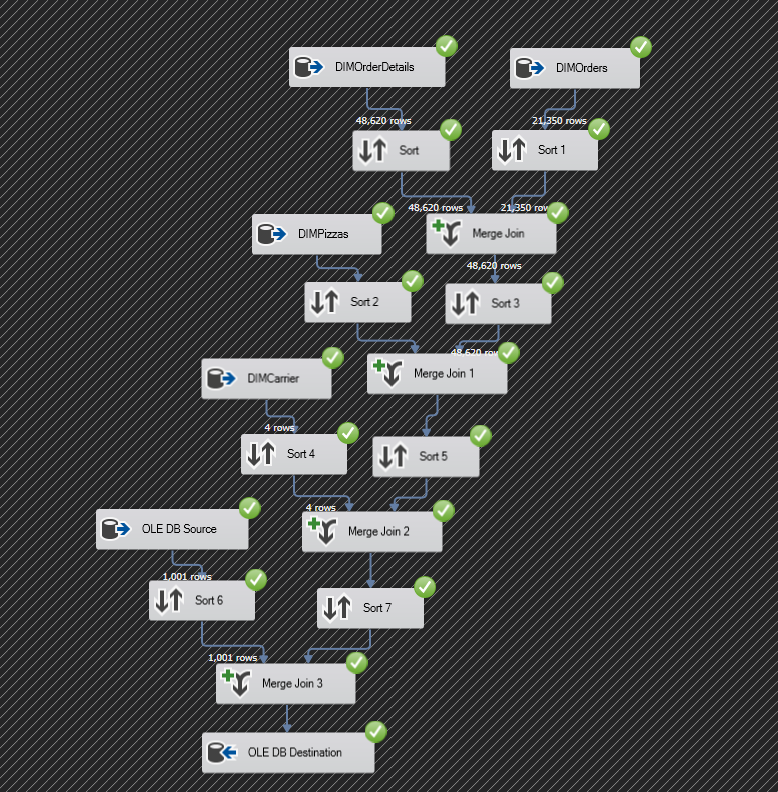 DIMOrderDetails
DIMOrders
48,620 rows
21,350 rows
Sort
Sort 1
48,620 rows
21,350 rows
DIMPizzas
Merge Join
48,620 rows
Sort 2
Sort 3
48,620 rows
DIMCarrier
Merge Join 1
4 rows
Sort 4
Sort 5
4 rows
OLE DB Source
Merge Join 2
1,001 rows
Sort 6
Sort 7
1,001 rows
Merge Join 3
OLE DB Destination